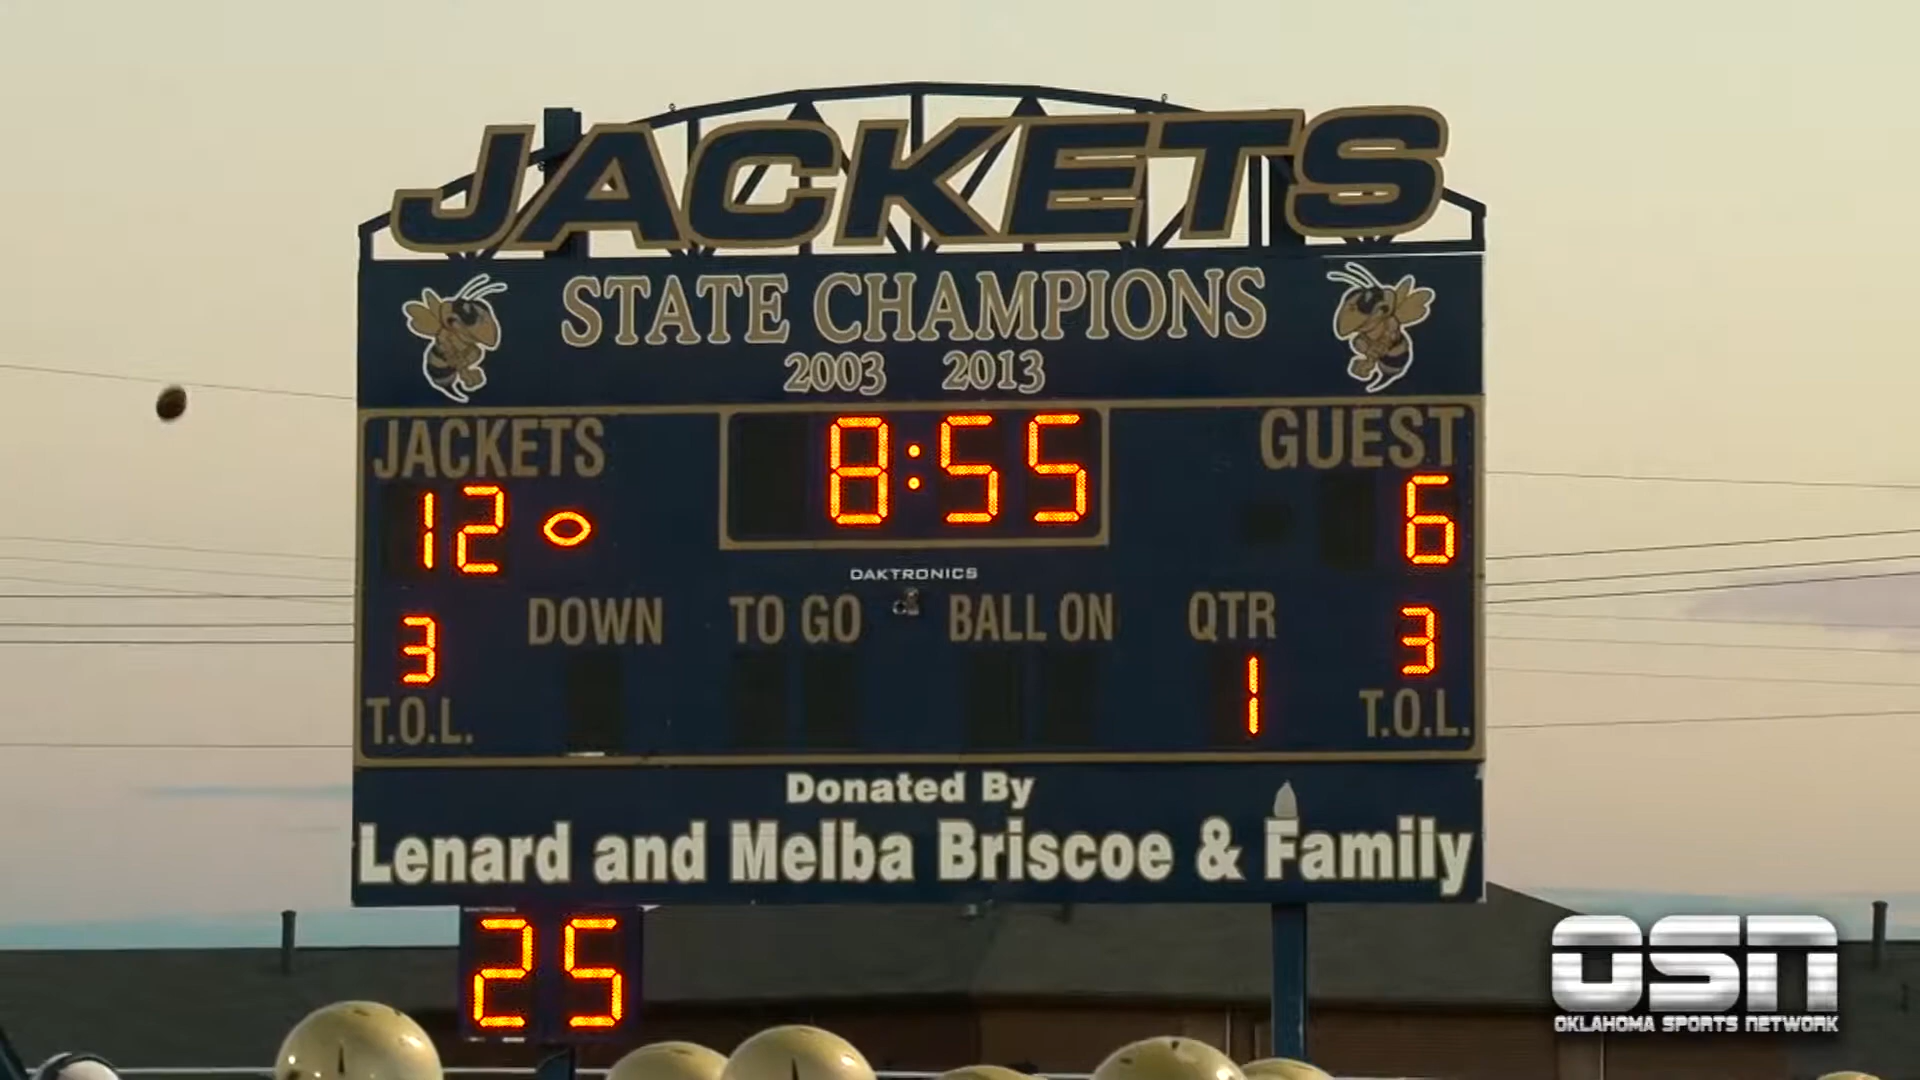 JACKETS
STATE CHAMPIONS
2003 2013
JACKETS
8:55
GUEST
12
6
DAKTRONICS
DOWN
TO GO
BALL ON
QTR
3
1
3
T.O.L.
T.O.L.
Donated By
Lenard and Melba Briscoe & Family
25
OSN
OKLAHOMA SPORTS NETWORK